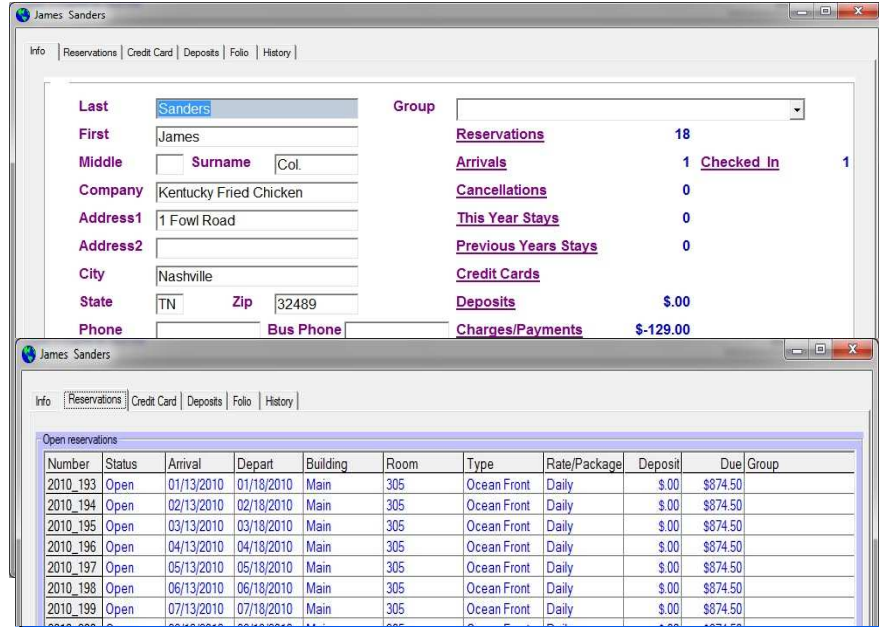 James Sanders
Info Reservations Credit Card Deposits Folio History
Last Sanders Group
First James Reservations 18
Middle Surname Col. Arrivals 1 Checked In 1
Company Kentucky Fried Chicken Cancellations 0
Address1 1 Fowl Road This Year Stays 0
Address2 Previous Years Stays 0
City Nashville Credit Cards
State TN Zip 32489 Deposits $.00
Phone Bus Phone Charges/Payments $-129.00
James Sanders
Info Reservations Credit Card Deposits Folio History
Open reservations
Number Status Arrival Depart Building Room Type Rate/Package Deposit Due Group
2010_193 Open 01/13/2010 01/18/2010 Main 305 Ocean Front Daily $.00 $874.50
2010_194 Open 02/13/2010 02/18/2010 Main 305 Ocean Front Daily $.00 $874.50
2010_195 Open 03/13/2010 03/18/2010 Main 305 Ocean Front Daily $.00 $874.50
2010_196 Open 04/13/2010 04/18/2010 Main 305 Ocean Front Daily $.00 $874.50
2010_197 Open 05/13/2010 05/18/2010 Main 305 Ocean Front Daily $.00 $874.50
2010_198 Open 06/13/2010 06/18/2010 Main 305 Ocean Front Daily $.00 $874.50
2010_199 Open 07/13/2010 07/18/2010 Main 305 Ocean Front Daily $.00 $874.50